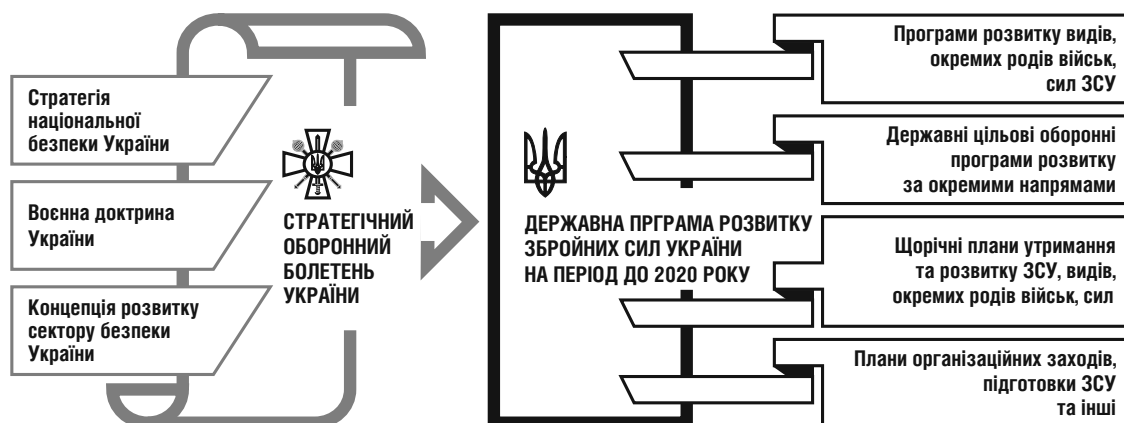 Стратегія
національної
безпеки України
Воєнна доктрина
України
Концепція розвитку
сектору безпеки
України
СТРАТЕГІЧНИЙ
ОБОРОННИЙ
БОЛЕТЕНЬ
УКРАЇНИ
ДЕРЖАВНА ПРГРАМА РОЗВИТКУ
ЗБРОЙНИХ СИЛ УКРАЇНИ
НА ПЕРІОД ДО 2020 РОКУ
Програми розвитку видів,
окремих родів військ,
сил ЗСУ
Державні цільові оборонні
програми розвитку
за окремими напрямами
Щорічні плани утримання
та розвитку ЗСУ, видів,
окремих родів військ, сил
Плани організаційних заходів,
підготовки ЗСУ
та інші